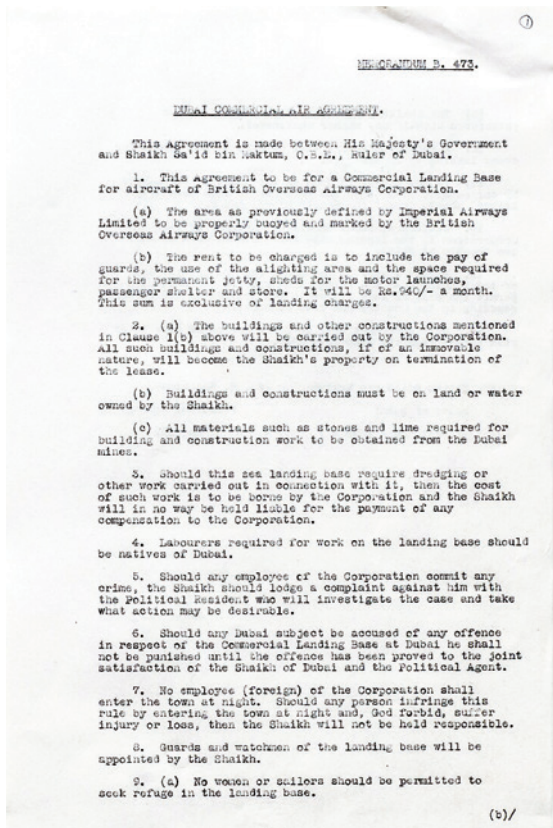 1
MEMORANDUM B. 473.
DUBAI COMMERCIAL AIR AGREEMENT.
This Agreement is made between His Majesty's Government
and Shaikh Sa'id bin Maktum, O.B.E., Ruler of Dubai.
1. This Agreement to be for a Commercial Landing Base
for aircraft of British Overseas Airways Corporation.
(a) The area as previously defined by Imperial Airways
Limited to be properly buoyed and marked by the British
Overseas Airways Corporation.
(b) The rent to be charged is to include the pay of
guards, the use of the alighting area and the space required
for the permanent jetty, sheds for the motor launches,
passenger shelter and store. It will be Rs.940/- a month.
This sum is exclusive of landing charges.
2. (a) The buildings and other constructions mentioned
in Clause 1(b) above will be carried out by the Corporation.
All such buildings and constructions, if of an immovable
nature, will become the Shaikh's property on termination of
the lease.
(b) Buildings and constructions must be on land or water
owned by the Shaikh.
(c) All materials such as stones and lime required for
building and construction work to be obtained from the Dubai
mines.
3. Should this sea landing base require dredging or
other work carried out in connection with it, then the cost
of such work is to be borne by the Corporation and the Shaikh
will in no way be held liable for the payment of any
compensation to the Corporation.
4. Labourers required for work on the landing base should
be natives of Dubai.
5. Should any employee of the Corporation commit any
crime, the Shaikh should lodge a complaint against him with
the Political Resident who will investigate the case and take
what action may be desirable.
6. Should any Dubai subject be accused of any offence
in respect of the Commercial Landing Base at Dubai he shall
not be punished until the offence has been proved to the joint
satisfaction of the Shaikh of Dubai and the Political Agent.
7. No employee (foreign) of the Corporation shall
enter the town at night. Should any person infringe this
rule by entering the town at night and, God forbid, suffer
injury or loss, then the Shaikh will not be held responsible.
8. Guards and watchmen of the landing base will be
appointed by the Shaikh.
9. (a) No women or sailors should be permitted to
seek refuge in the landing base.
(b)/